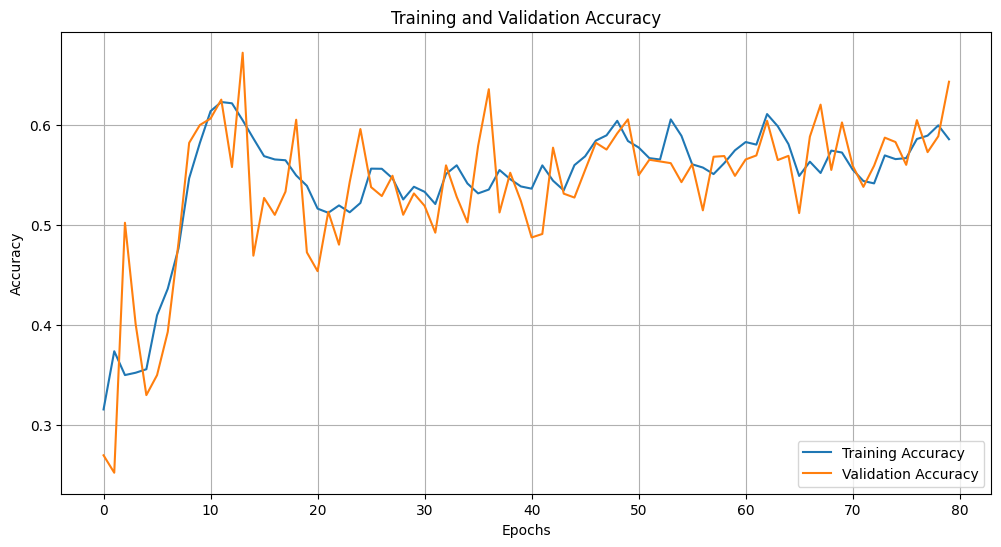 Training and Validation Accuracy
Accuracy
0.6
0.5
0.4
0.3
Training Accuracy
Validation Accuracy
0 10 20 30 40 50 60 70 80
Epochs